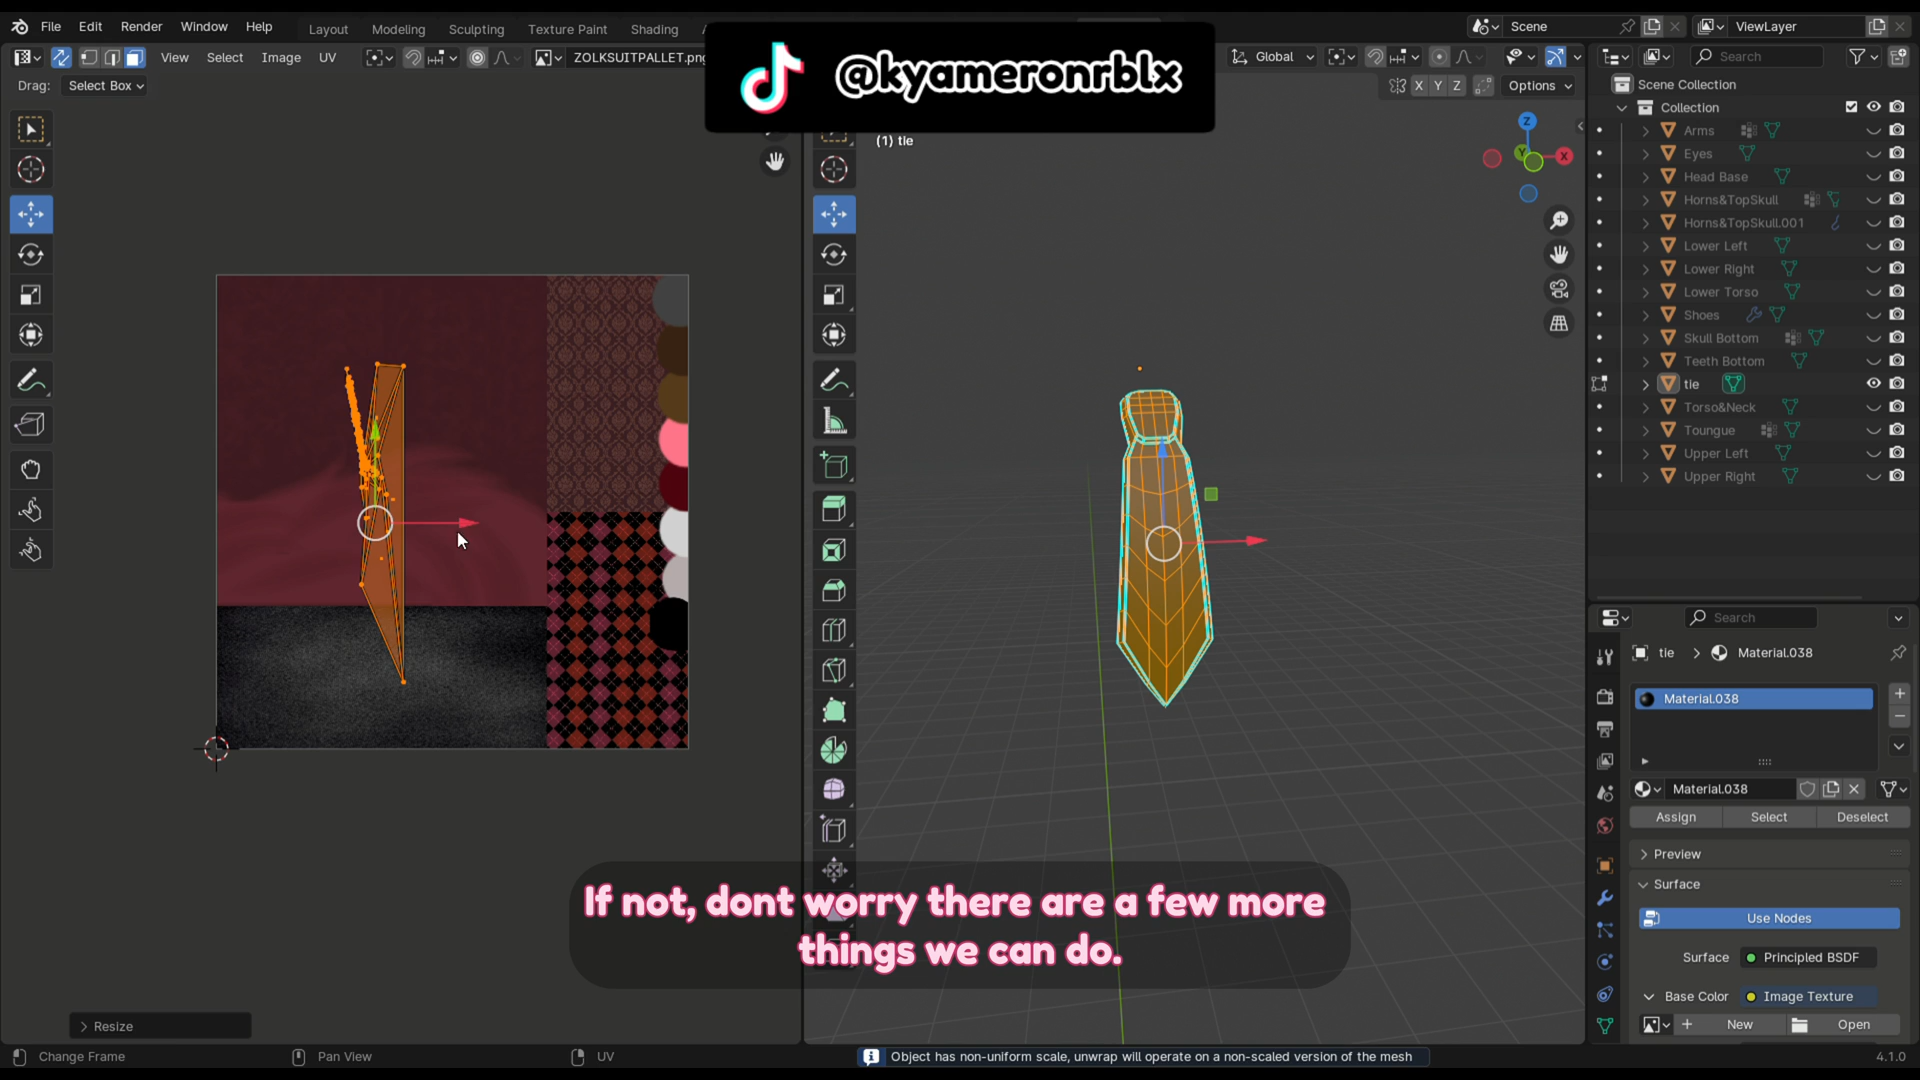 File Edit Render Window Help Layout Modeling Sculpting Texture Paint Shading Scene ViewLayer
View Select Image UV ZOLKSUITPALLET.png Global Search
@kyameronrblx
Drag: Select Box X Y Z Options
(1) tie
Z
Y
X
Scene Collection
Collection
Arms
Eyes
Head Base
Horns&TopSkull
Horns&TopSkull.001
Lower Left
Lower Right
Lower Torso
Shoes
Skull Bottom
Teeth Bottom
tie
Torso&Neck
Toungue
Upper Left
Upper Right
Search
tie > Material.038
Material.038
Material.038
Assign Select Deselect
Preview
Surface
Use Nodes
Surface Principled BSDF
Base Color Image Texture
New Open
If not, dont worry there are a few more
things we can do.
> Resize
Change Frame Pan View UV Object has non-uniform scale, unwrap will operate on a non-scaled version of the mesh 4.1.0